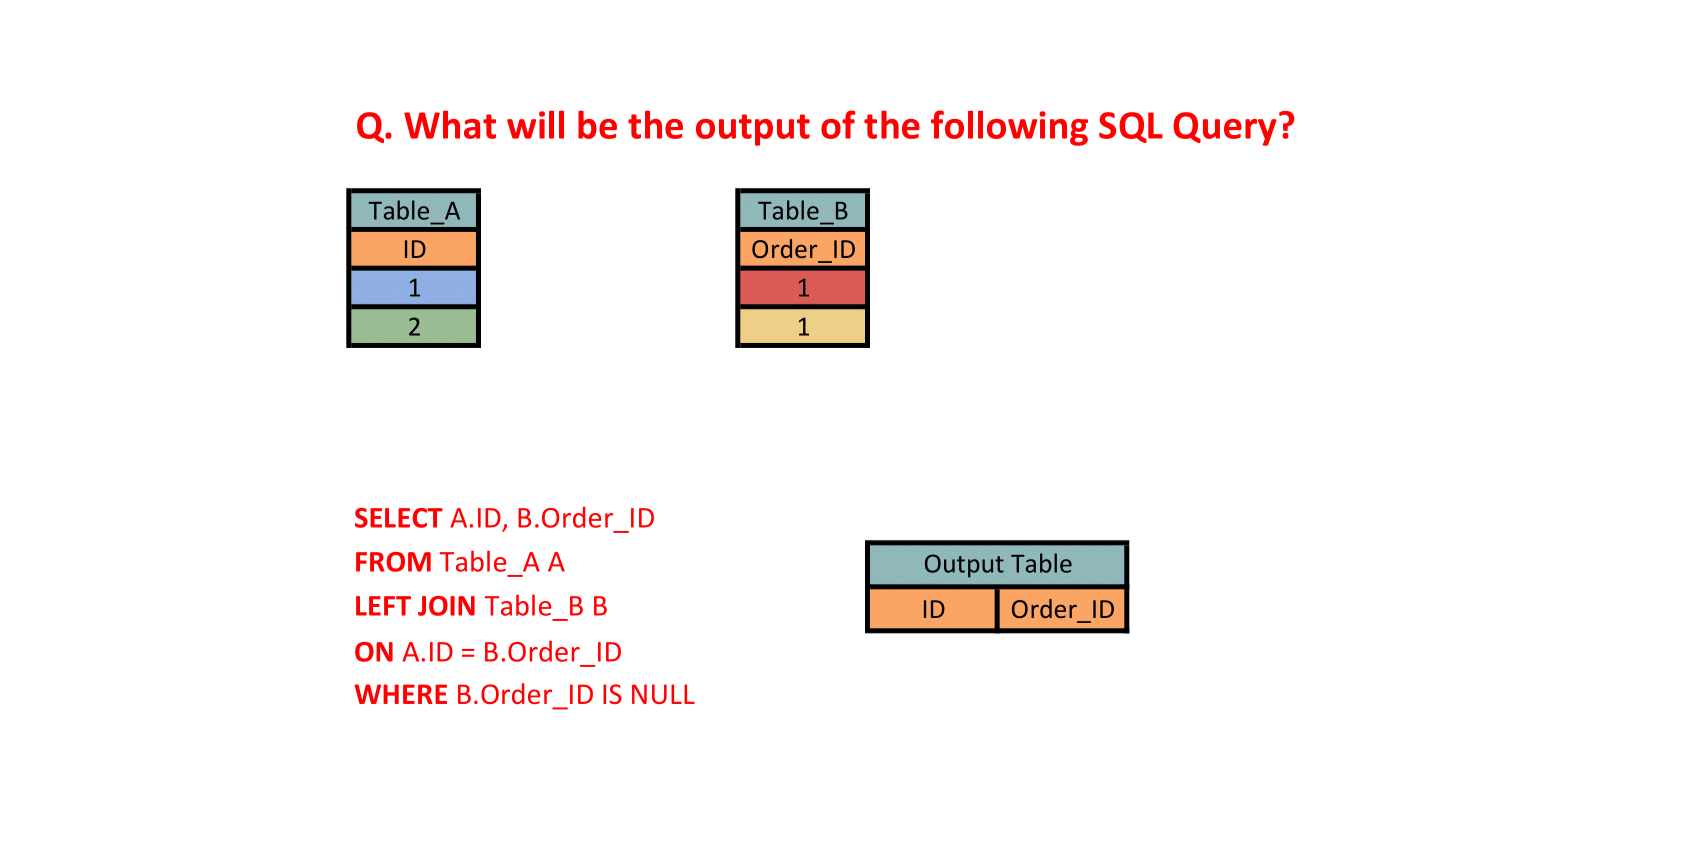 Q. What will be the output of the following SQL Query?
Table_A
ID
1
2
Table_B
Order_ID
1
1
SELECT A.ID, B.Order_ID
FROM Table_A A
LEFT JOIN Table_B B
ON A.ID = B.Order_ID
WHERE B.Order_ID IS NULL
Output Table
ID Order_ID